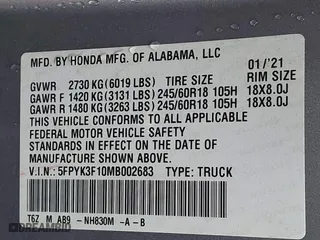 MFD. BY HONDA MFG. OF ALABAMA, LLC
GVWR 2730 KG(6019 LBS) TIRE SIZE 01/'21 RIM SIZE
GAWR F 1420 KG(3131 LBS) 245/60R18 105H 18X8.0J
GAWR R 1480 KG(3263 LBS) 245/60R18 105H 18X8.0J
THIS VEHICLE CONFORMS TO ALL APPLICABLE
FEDERAL MOTOR VEHICLE SAFETY
STANDARDS IN EFFECT ON THE DATE OF
MANUFACTURE SHOWN ABOVE.
V.I.N.: 5FPYK3F10MB002683 TYPE: TRUCK
T6Z M AB9 -NH830M -A -B
DREAMBID